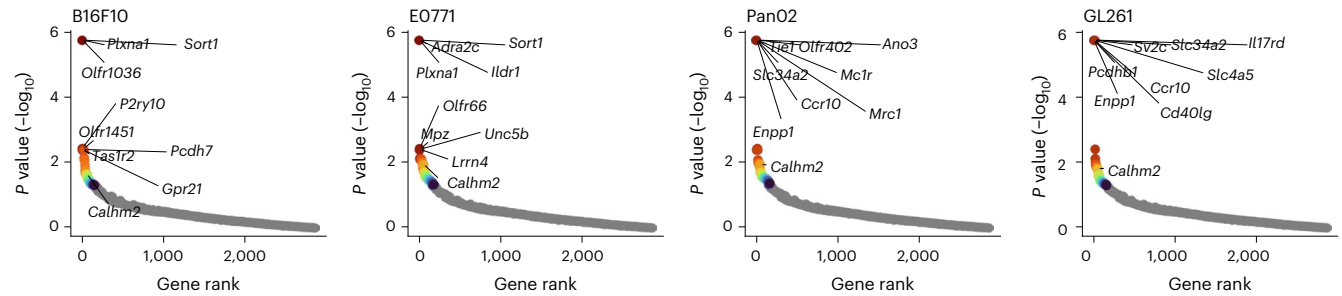 B16F10
P value (−log10)
6
4
2
0
Plxna1
Sort1
Olfr1036
P2ry10
Olfr1451
Tas1r2
Pcdh7
Gpr21
Calhm2
0
1,000
2,000
Gene rank
E0771
P value (−log10)
6
4
2
0
Adra2c
Sort1
Plxna1
Ildr1
Olfr66
Mpz
Unc5b
Lrrn4
Calhm2
0
1,000
2,000
Gene rank
Pan02
P value (−log10)
6
4
2
0
Tie1
Olfr402
Ano3
Slc34a2
Mc1r
Ccr10
Mrc1
Enpp1
Calhm2
0
1,000
2,000
Gene rank
GL261
P value (−log10)
6
4
2
0
Sv2c
Slc34a2
Il17rd
Pcdhb1
Slc4a5
Ccr10
Enpp1
Cd40lg
Calhm2
0
1,000
2,000
Gene rank